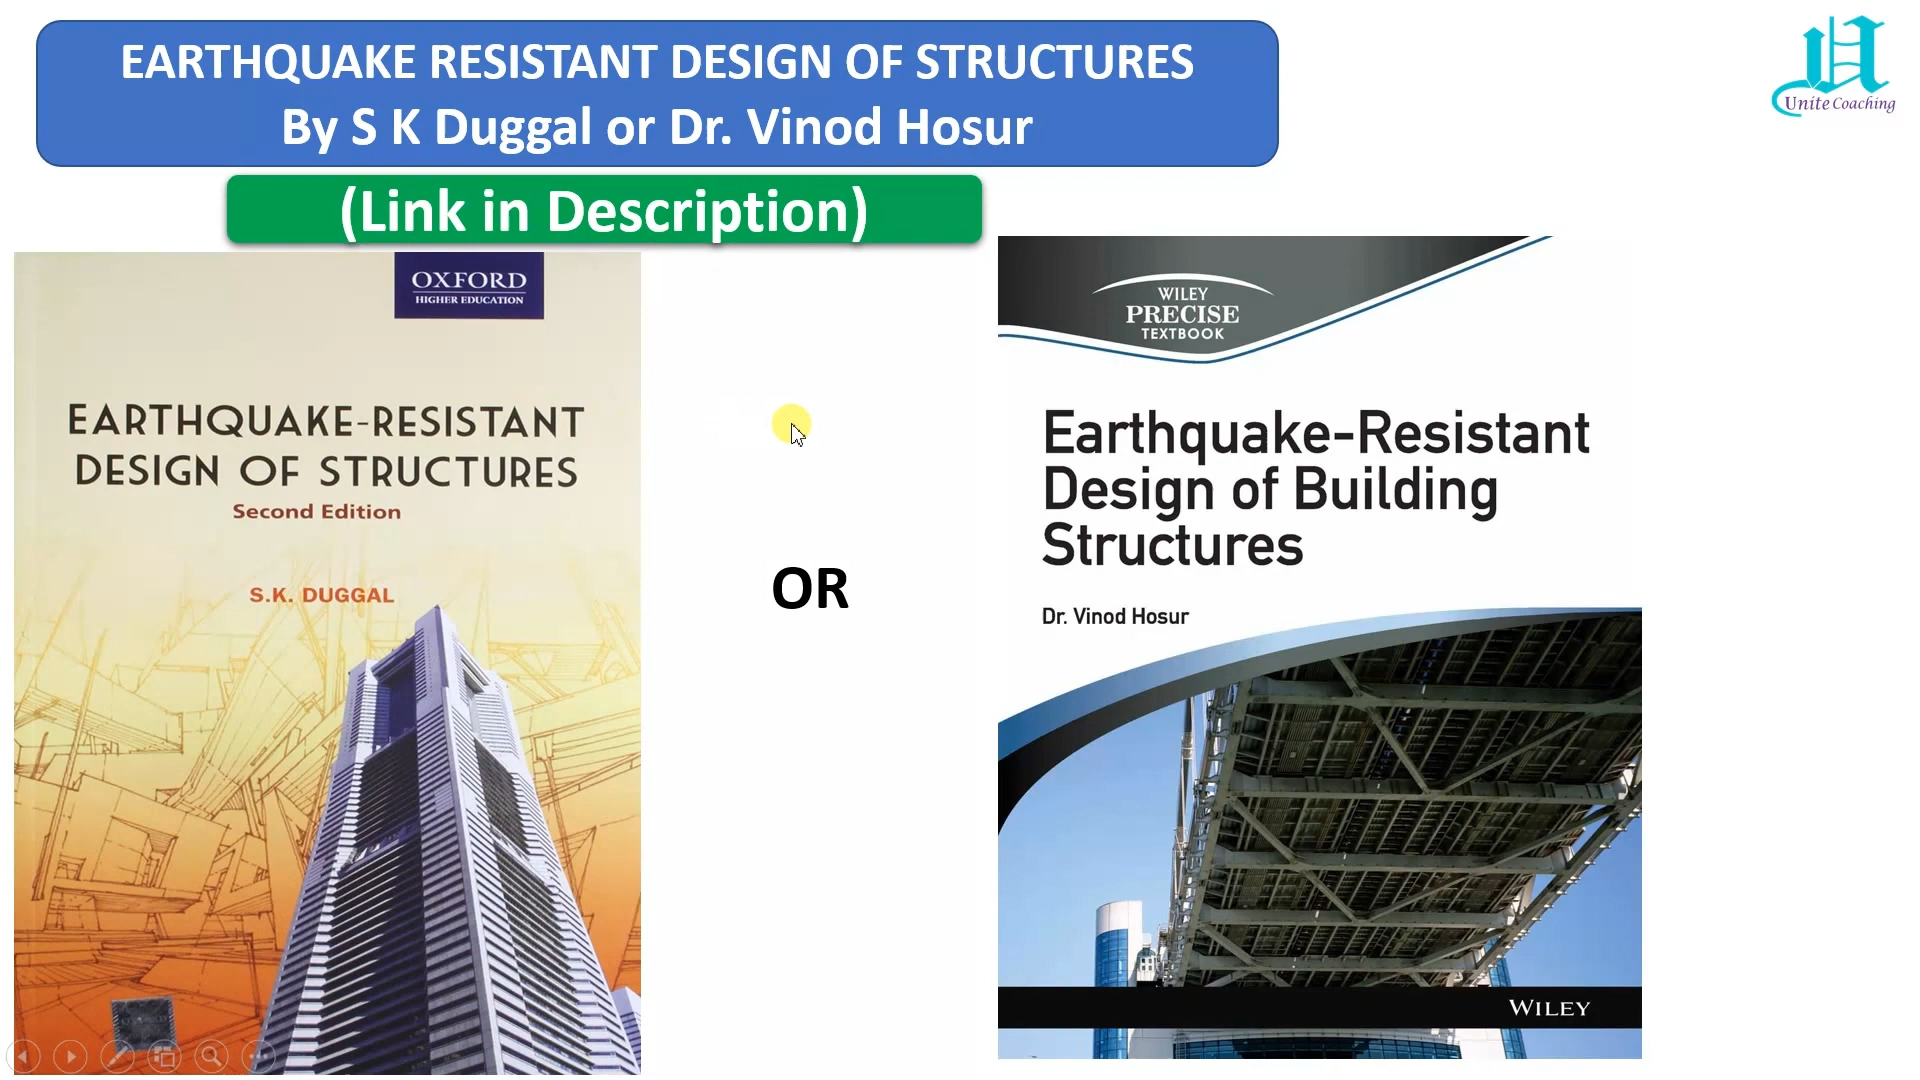 EARTHQUAKE RESISTANT DESIGN OF STRUCTURES
By S K Duggal or Dr. Vinod Hosur
Unite Coaching
(Link in Description)
OXFORD
HIGHER EDUCATION
EARTHQUAKE-RESISTANT
DESIGN OF STRUCTURES
Second Edition
S.K. DUGGAL
OR
WILEY
PRECISE
TEXTBOOK
Earthquake-Resistant
Design of Building
Structures
Dr. Vinod Hosur
WILEY